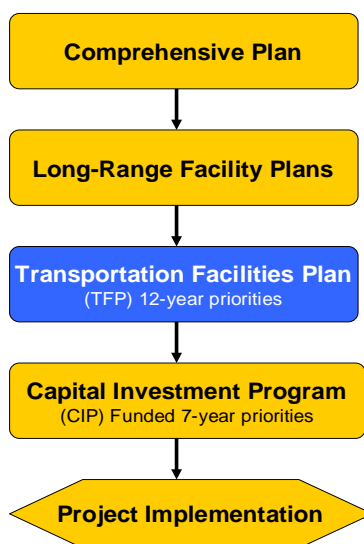 Comprehensive Plan
Long-Range Facility Plans
Transportation Facilities Plan
(TFP) 12-year priorities
Capital Investment Program
(CIP) Funded 7-year priorities
Project Implementation